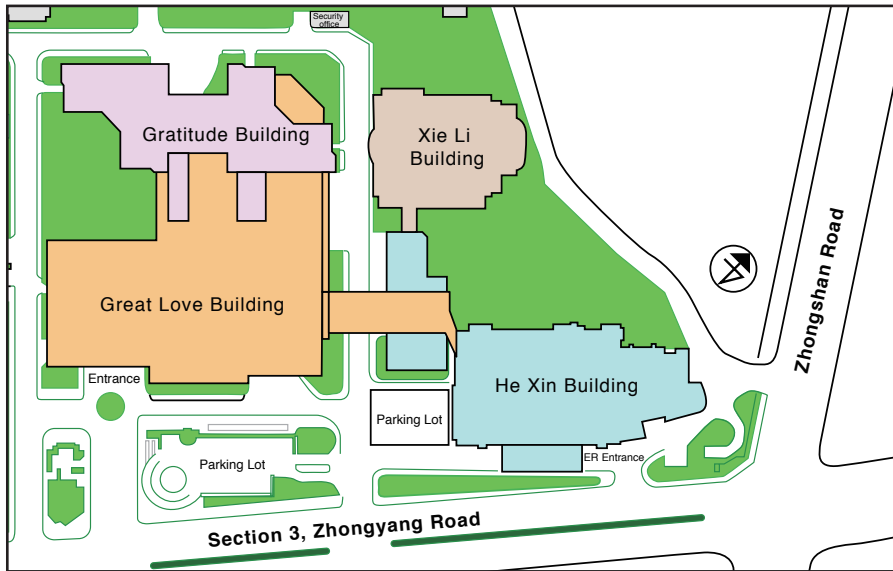 Security
office
Gratitude Building
Xie Li
Building
Zhongshan Road
Great Love Building
Entrance
He Xin Building
Parking Lot
Parking Lot
ER Entrance
Section 3, Zhongyang Road